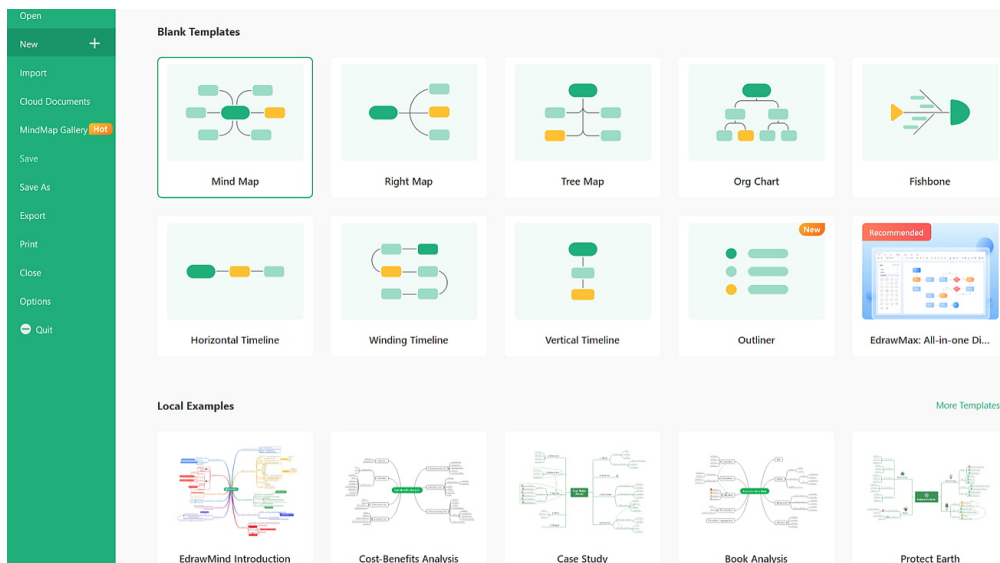 Open
New
Import
Cloud Documents
MindMap Gallery Hot
Save
Save As
Export
Print
Close
Options
Quit
Blank Templates
Mind Map
Right Map
Tree Map
Org Chart
Fishbone
New
Recommended
Horizontal Timeline
Winding Timeline
Vertical Timeline
Outliner
EdrawMax: All-in-one Di...
Local Examples
More Templates
EdrawMind Introduction
Cost-Benefits Analysis
Case Study
Book Analysis
Protect Earth